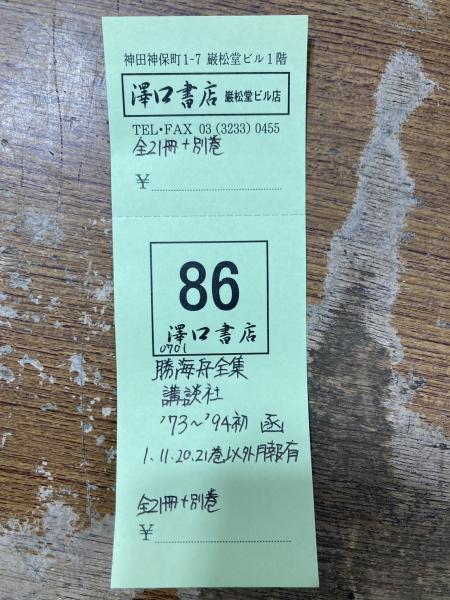 神田神保町1-7 巌松堂ビル1階
澤口書店 巌松堂ビル店
TEL・FAX 03 (3233) 0455
全21冊+別巻
¥
86
澤口書店
0701
勝海舟全集
講談社
'73〜'94初 函
1.11.20.21巻以外月報有
全21冊+別巻
¥